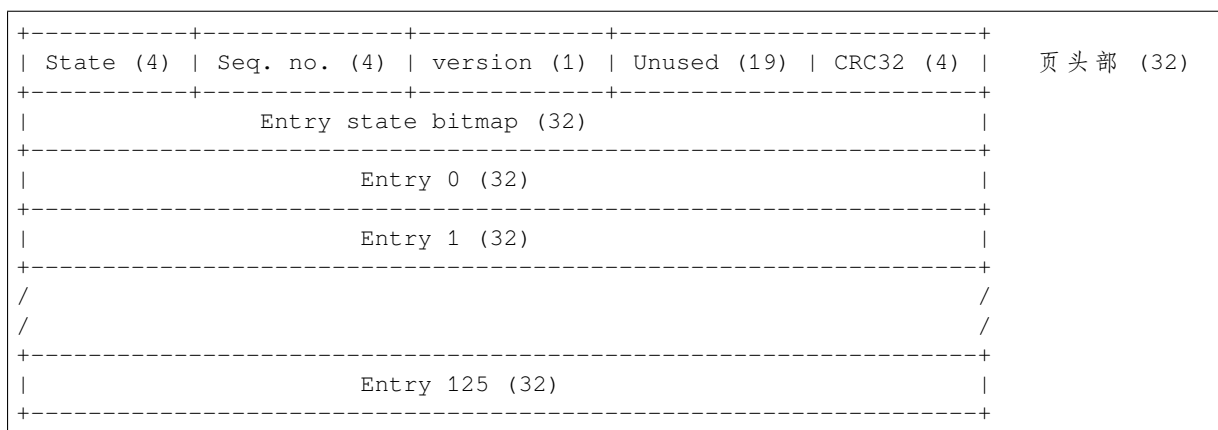 +-----------+--------------+-------------+-------------------------+
| State (4) | Seq. no. (4) | version (1) | Unused (19) | CRC32 (4) | 页头部 (32)
+-----------+--------------+-------------+-------------------------+
| Entry state bitmap (32) |
+------------------------------------------------------------------+
| Entry 0 (32) |
+------------------------------------------------------------------+
| Entry 1 (32) |
+------------------------------------------------------------------+
/ /
/ /
+------------------------------------------------------------------+
| Entry 125 (32) |
+------------------------------------------------------------------+